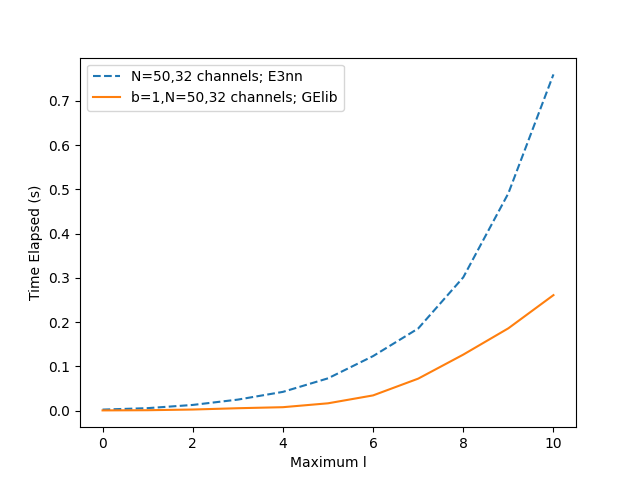 N=50,32 channels; E3nn
b=1,N=50,32 channels; GElib
0.7
0.6
0.5
0.4
0.3
0.2
0.1
0.0
Time Elapsed (s)
0 2 4 6 8 10
Maximum l